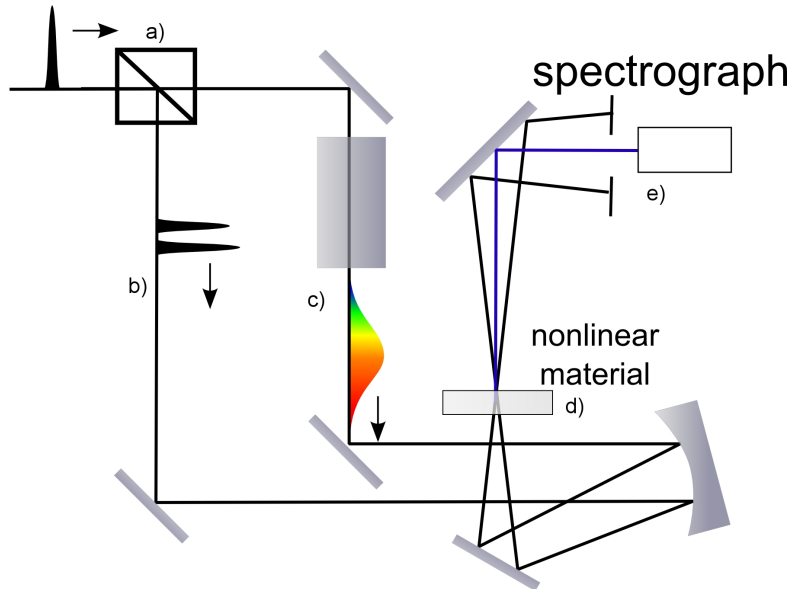 a)
spectrograph
e)
b)
c)
nonlinear
material
d)